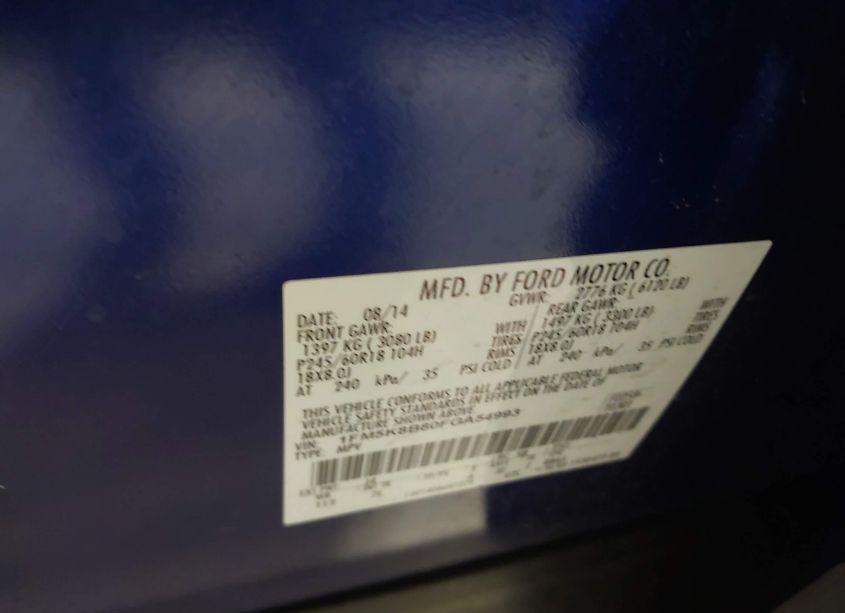 MFD. BY FORD MOTOR CO.
DATE: 08/14 GVWR: 2776 KG ( 6120 LB)
FRONT GAWR: REAR GAWR:
1397 KG ( 3080 LB) WITH 1497 KG ( 3300 LB) WITH
P245/60R18 104H TIRES P245/60R18 104H TIRES
18X8.0J RIMS 18X8.0J RIMS
AT 240 kPa/ 35 PSI COLD AT 240 kPa/ 35 PSI COLD
THIS VEHICLE CONFORMS TO ALL APPLICABLE FEDERAL MOTOR
VEHICLE SAFETY STANDARDS IN EFFECT ON THE DATE OF
MANUFACTURE SHOWN ABOVE.
VIN: 1FM5K8B80FGA54993
TYPE: MPV
EXT PNT: